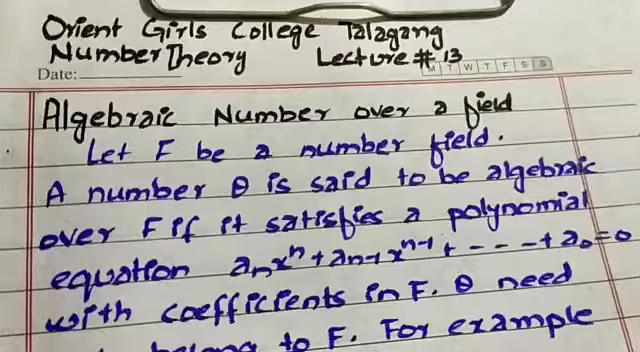 Orient Girls College Talagang
Number Theory Lecture # 13
Date: M T W T F S S
Algebraic Number over a field
Let F be a number field.
A number θ is said to be algebraic
over F if it satisfies a polynomial
equation aₙxⁿ + aₙ₋₁xⁿ⁻¹ + - - - + a₀ = 0
with coefficients in F. θ need
belong to F. For example